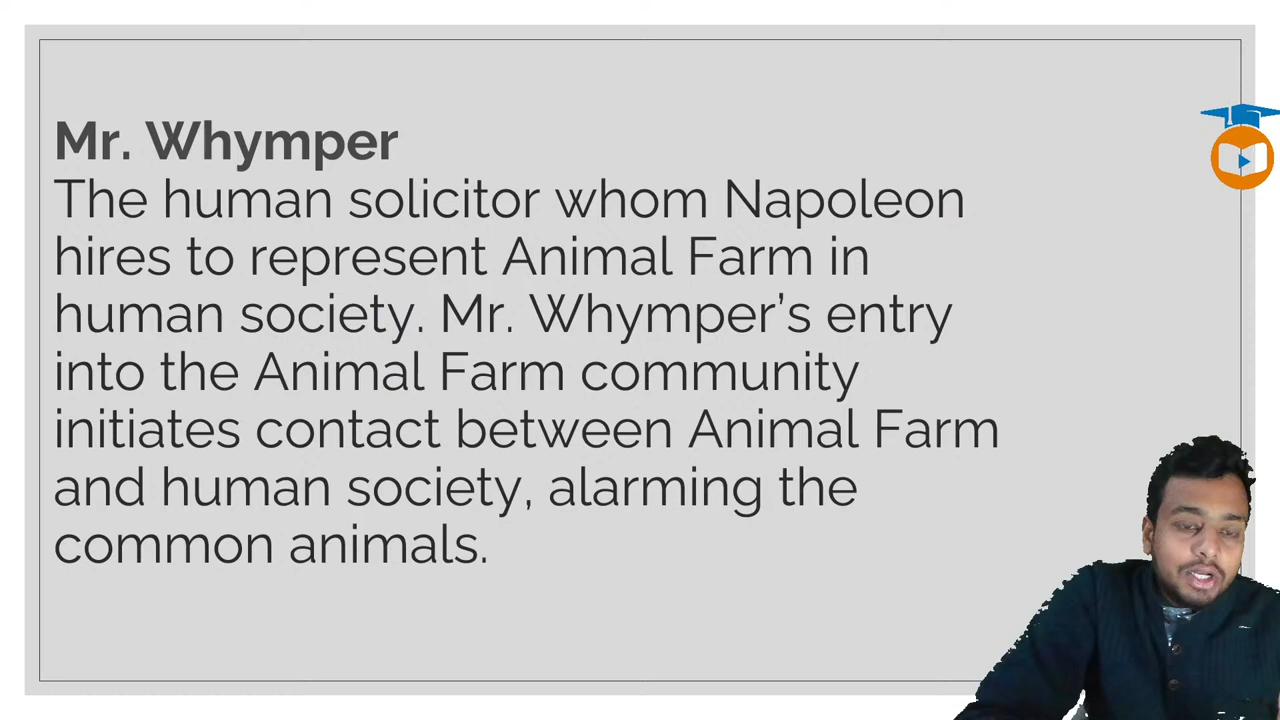 Mr. Whymper
The human solicitor whom Napoleon
hires to represent Animal Farm in
human society. Mr. Whymper’s entry
into the Animal Farm community
initiates contact between Animal Farm
and human society, alarming the
common animals.